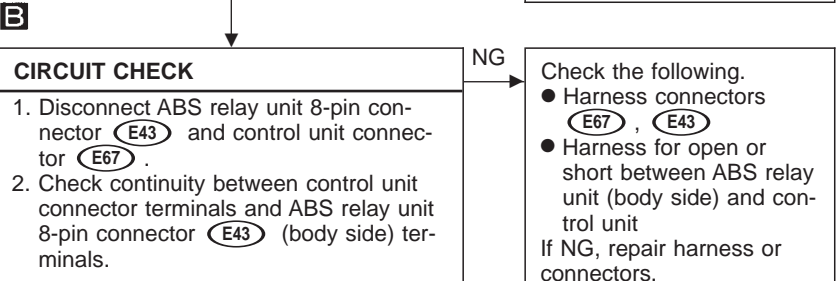 B
CIRCUIT CHECK
1. Disconnect ABS relay unit 8-pin con-
nector E43 and control unit connec-
tor E67 .
2. Check continuity between control unit
connector terminals and ABS relay unit
8-pin connector E43 (body side) ter-
minals.
NG
Check the following.
● Harness connectors
E67 , E43
● Harness for open or
short between ABS relay
unit (body side) and con-
trol unit
If NG, repair harness or
connectors.